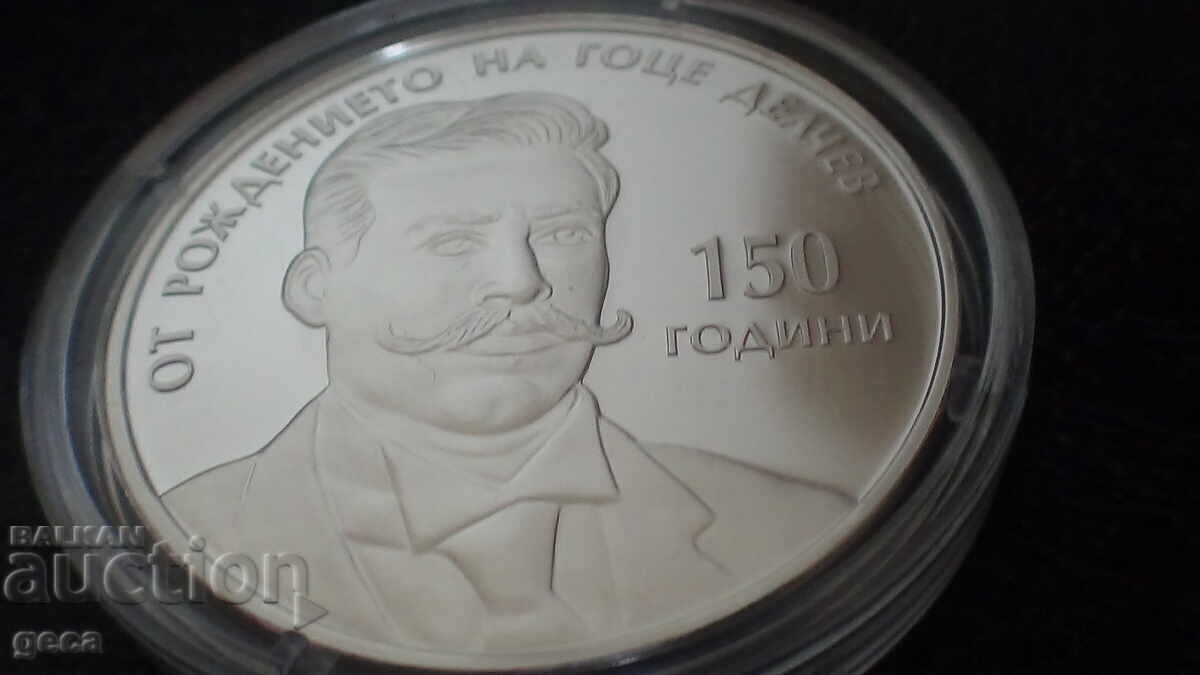 ОТ РОЖДЕНИЕТО НА ГОЦЕ ДЕЛЧЕВ
150
ГОДИНИ
BALKAN
auction
geca